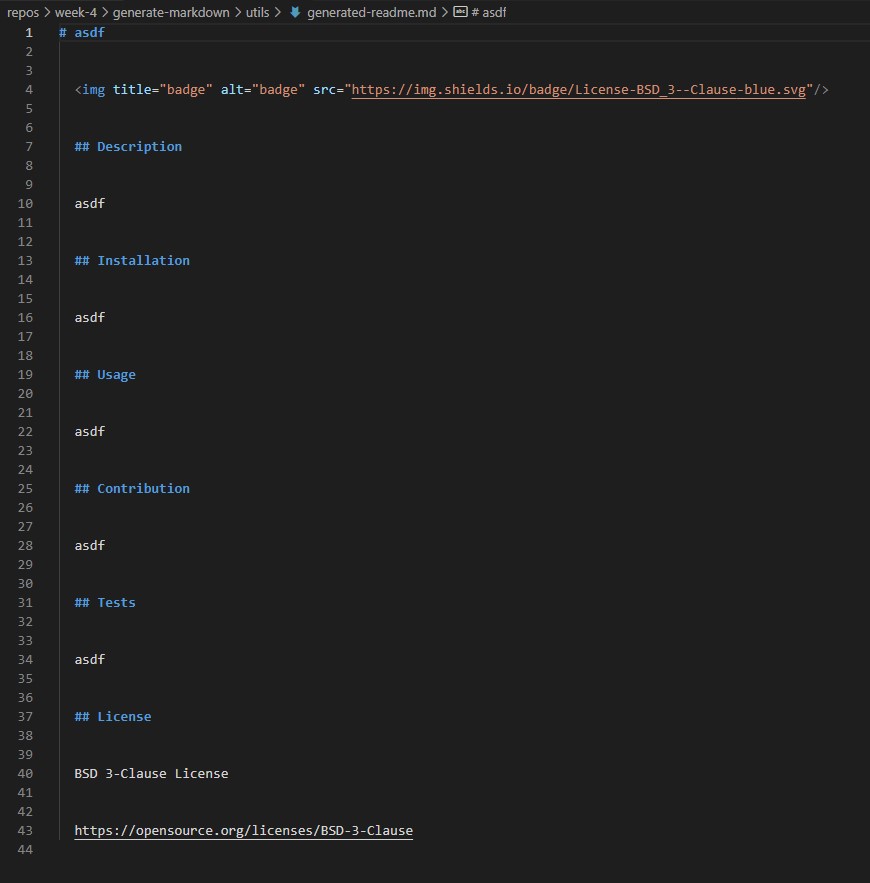 repos > week-4 > generate-markdown > utils > generated-readme.md > # asdf
1 # asdf
2
3
4 <img title="badge" alt="badge" src="https://img.shields.io/badge/License-BSD_3--Clause-blue.svg"/>
5
6
7 ## Description
8
9
10 asdf
11
12
13 ## Installation
14
15
16 asdf
17
18
19 ## Usage
20
21
22 asdf
23
24
25 ## Contribution
26
27
28 asdf
29
30
31 ## Tests
32
33
34 asdf
35
36
37 ## License
38
39
40 BSD 3-Clause License
41
42
43 https://opensource.org/licenses/BSD-3-Clause
44